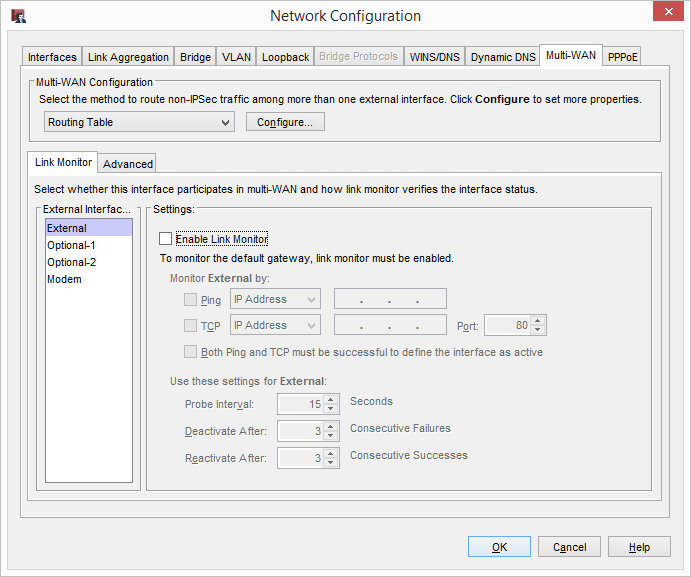 Network Configuration
Interfaces Link Aggregation Bridge VLAN Loopback Bridge Protocols WINS/DNS Dynamic DNS Multi-WAN PPPoE
Multi-WAN Configuration
Select the method to route non-IPSec traffic among more than one external interface. Click Configure to set more properties.
Routing Table Configure...
Link Monitor Advanced
Select whether this interface participates in multi-WAN and how link monitor verifies the interface status.
External Interfac... Settings:
External
Optional-1
Optional-2
Modem
Enable Link Monitor
To monitor the default gateway, link monitor must be enabled.
Monitor External by:
Ping IP Address . . .
TCP IP Address . . . Port: 80
Both Ping and TCP must be successful to define the interface as active
Use these settings for External:
Probe Interval: 15 Seconds
Deactivate After: 3 Consecutive Failures
Reactivate After: 3 Consecutive Successes
OK Cancel Help